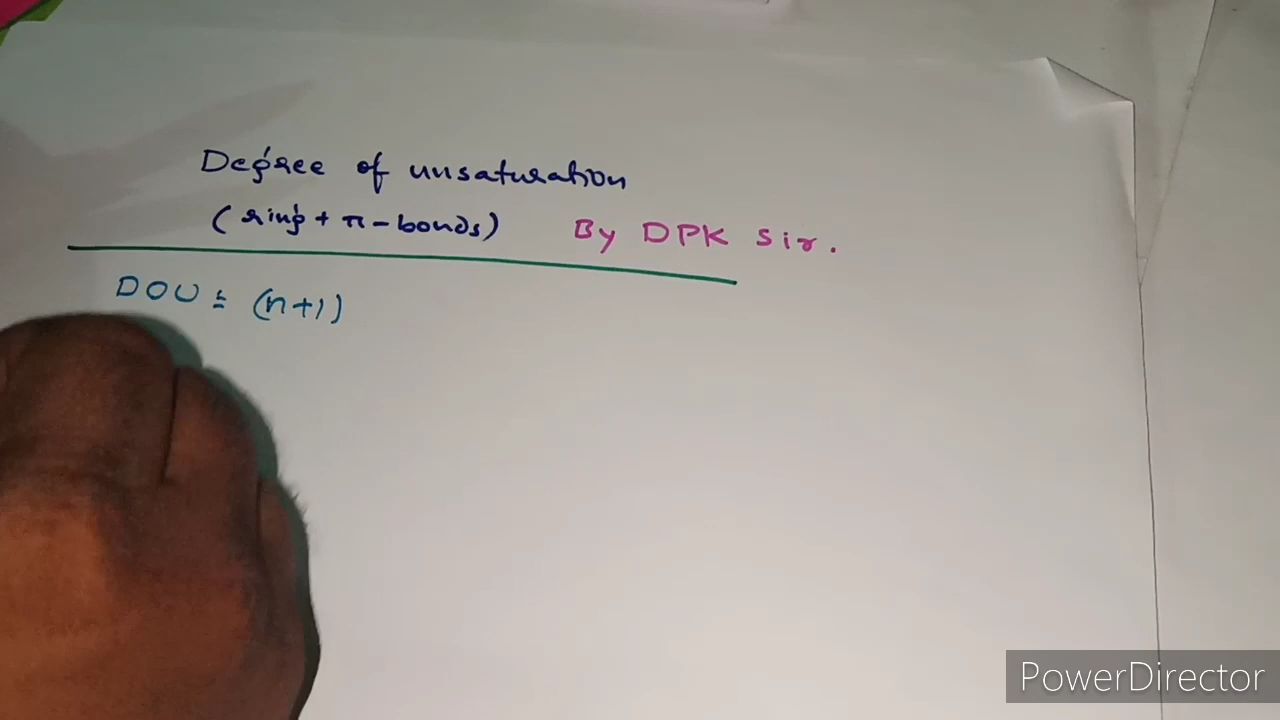 Degree of unsaturation
(ring + π-bonds) By DPK Sir.
DOU = (n+1)
PowerDirector